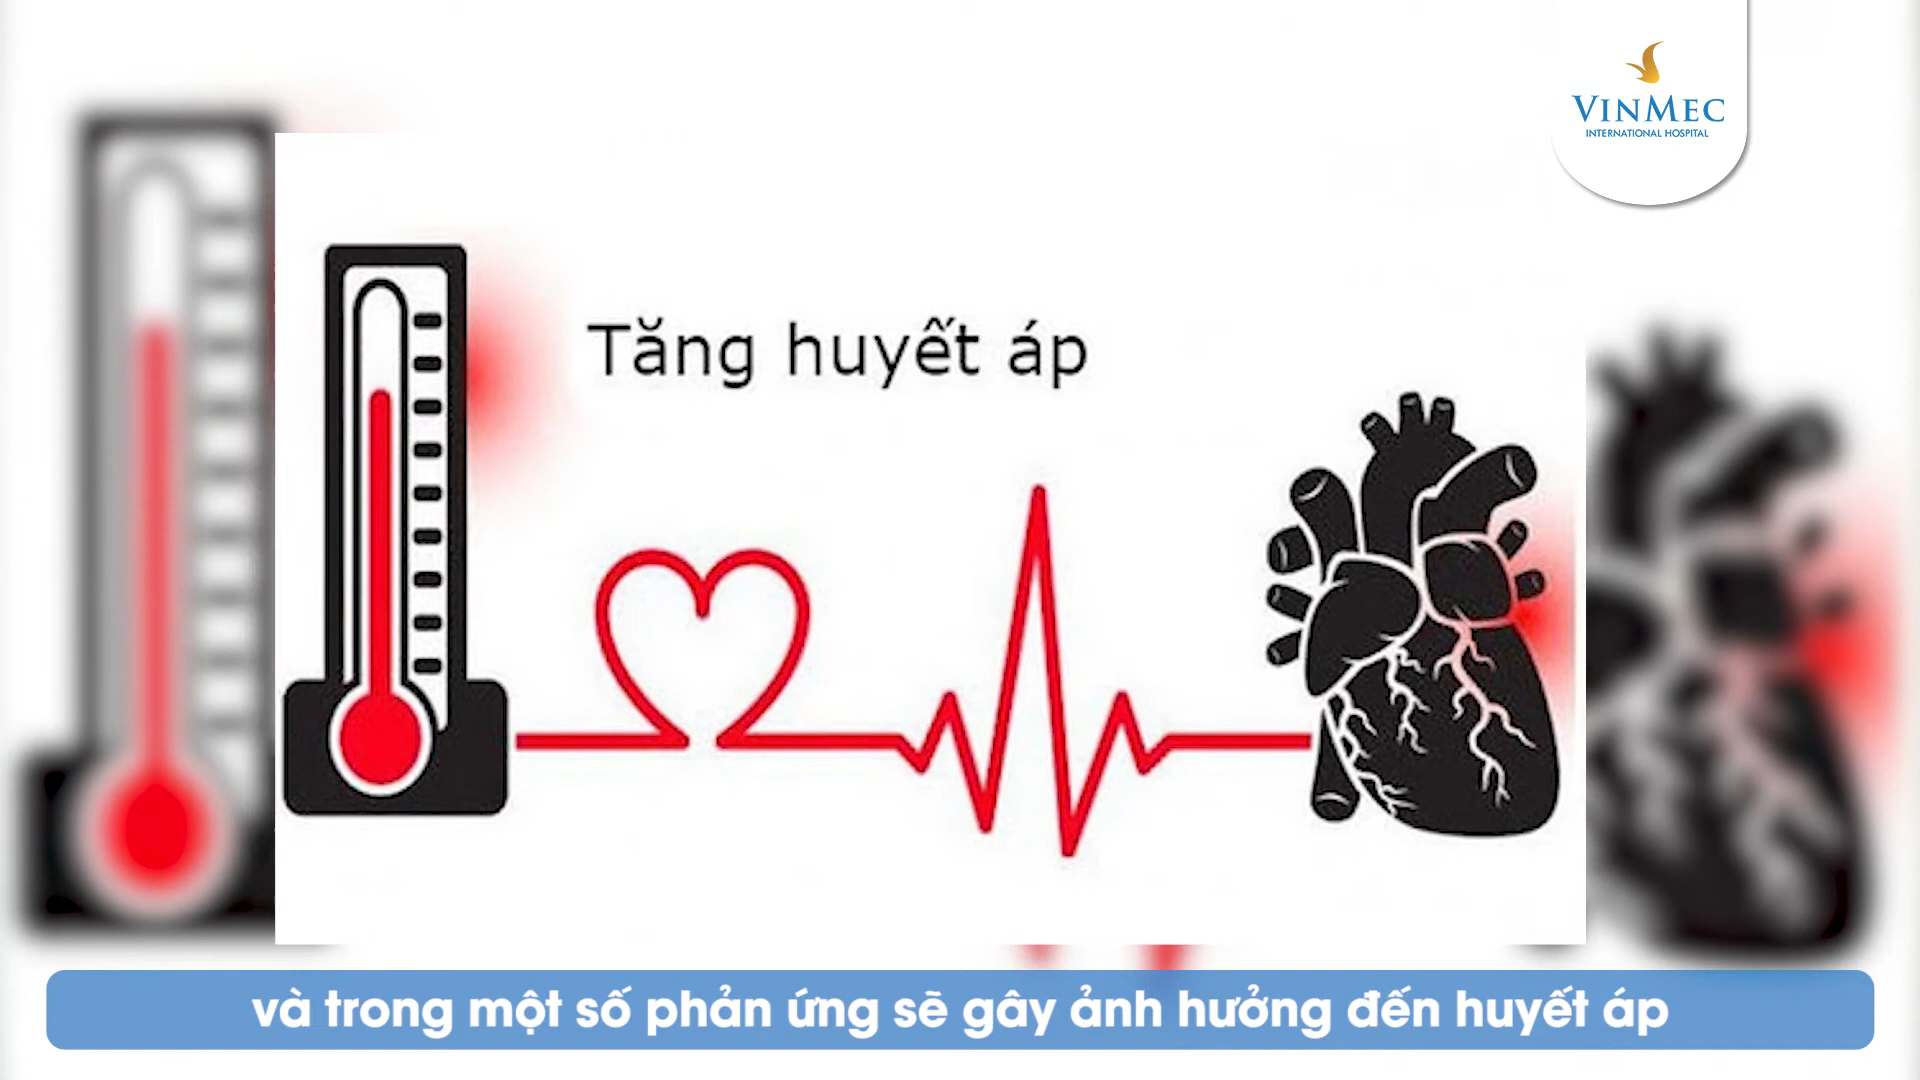 VINMEC
INTERNATIONAL HOSPITAL
Tăng huyết áp
và trong một số phản ứng sẽ gây ảnh hưởng đến huyết áp